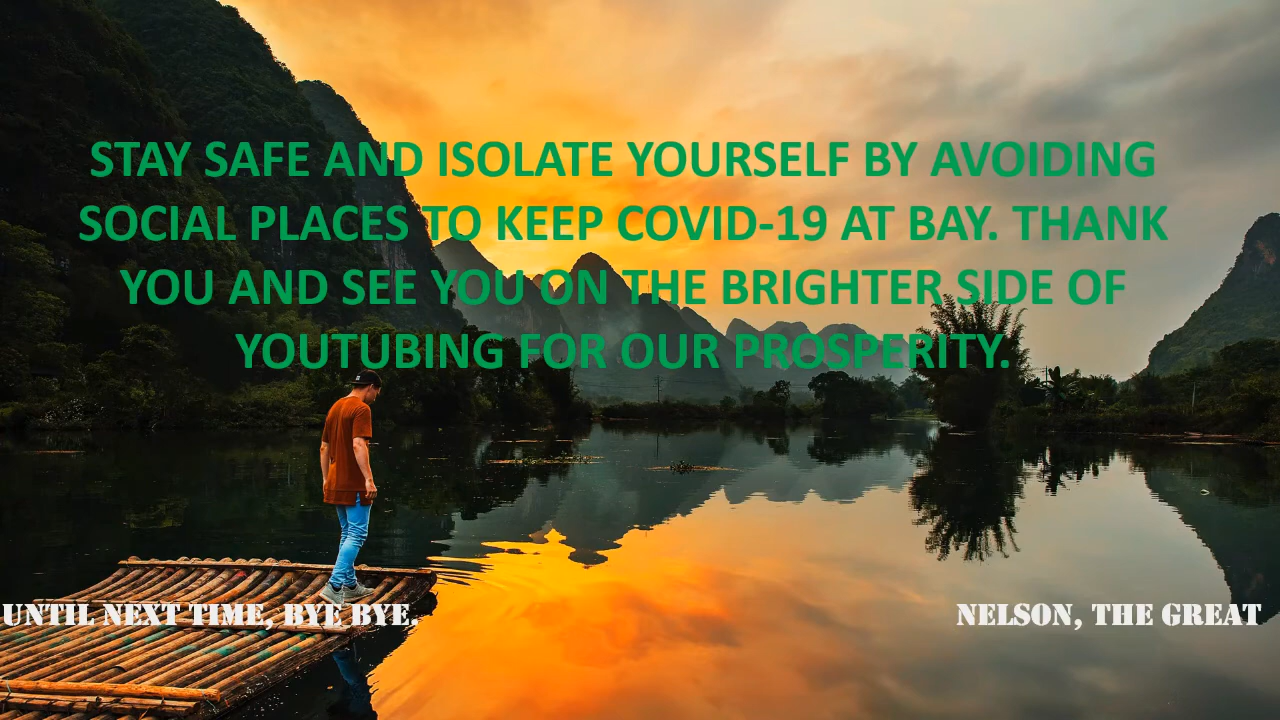 STAY SAFE AND ISOLATE YOURSELF BY AVOIDING
SOCIAL PLACES TO KEEP COVID-19 AT BAY. THANK
YOU AND SEE YOU ON THE BRIGHTER SIDE OF
YOUTUBING FOR OUR PROSPERITY.
UNTIL NEXT TIME, BYE BYE.
NELSON, THE GREAT